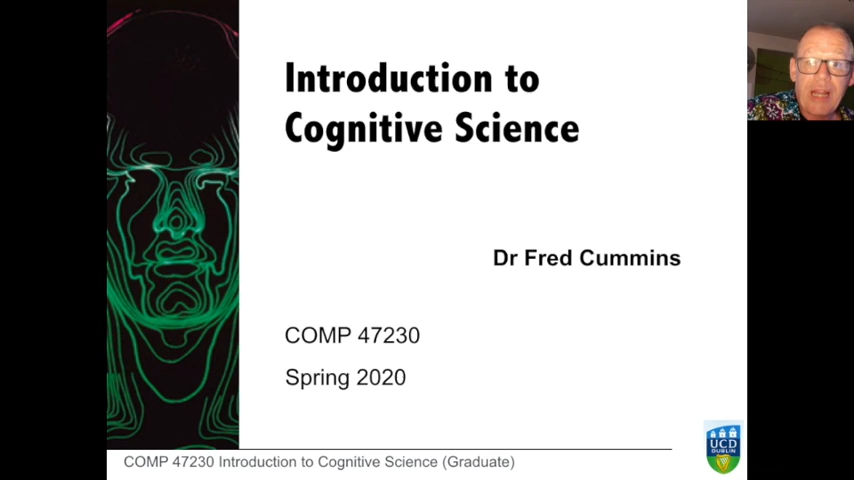 Introduction to
Cognitive Science
Dr Fred Cummins
COMP 47230
Spring 2020
COMP 47230 Introduction to Cognitive Science (Graduate)
UCD
DUBLIN